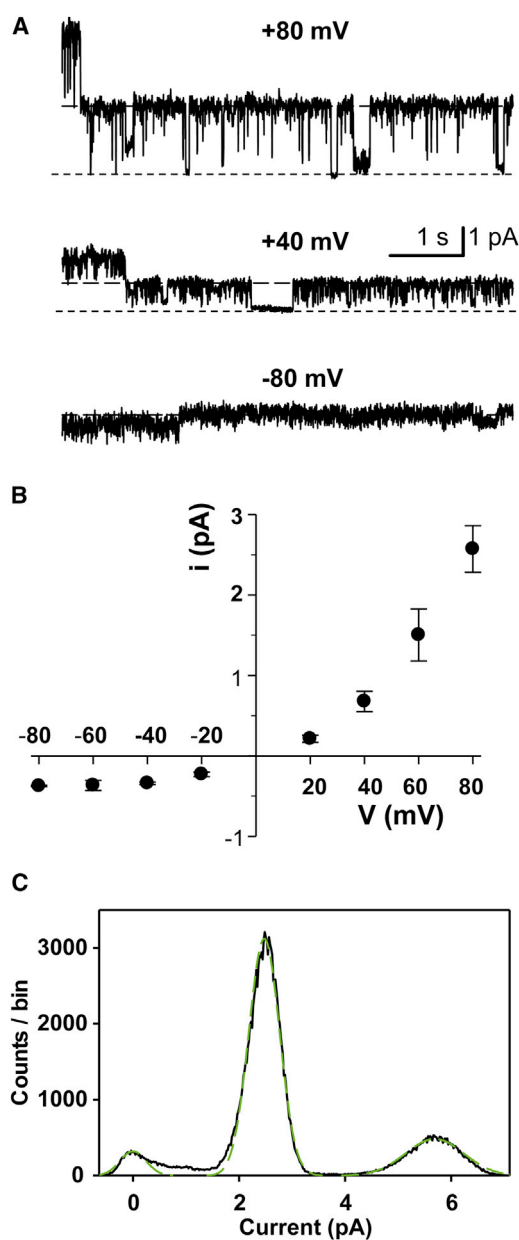 A
+80 mV
+40 mV
1 s
1 pA
-80 mV
B
i (pA)
3
2
1
-80
-60
-40
-20
20
40
60
80
V (mV)
-1
C
Counts / bin
3000
2000
1000
0
0
2
4
6
Current (pA)